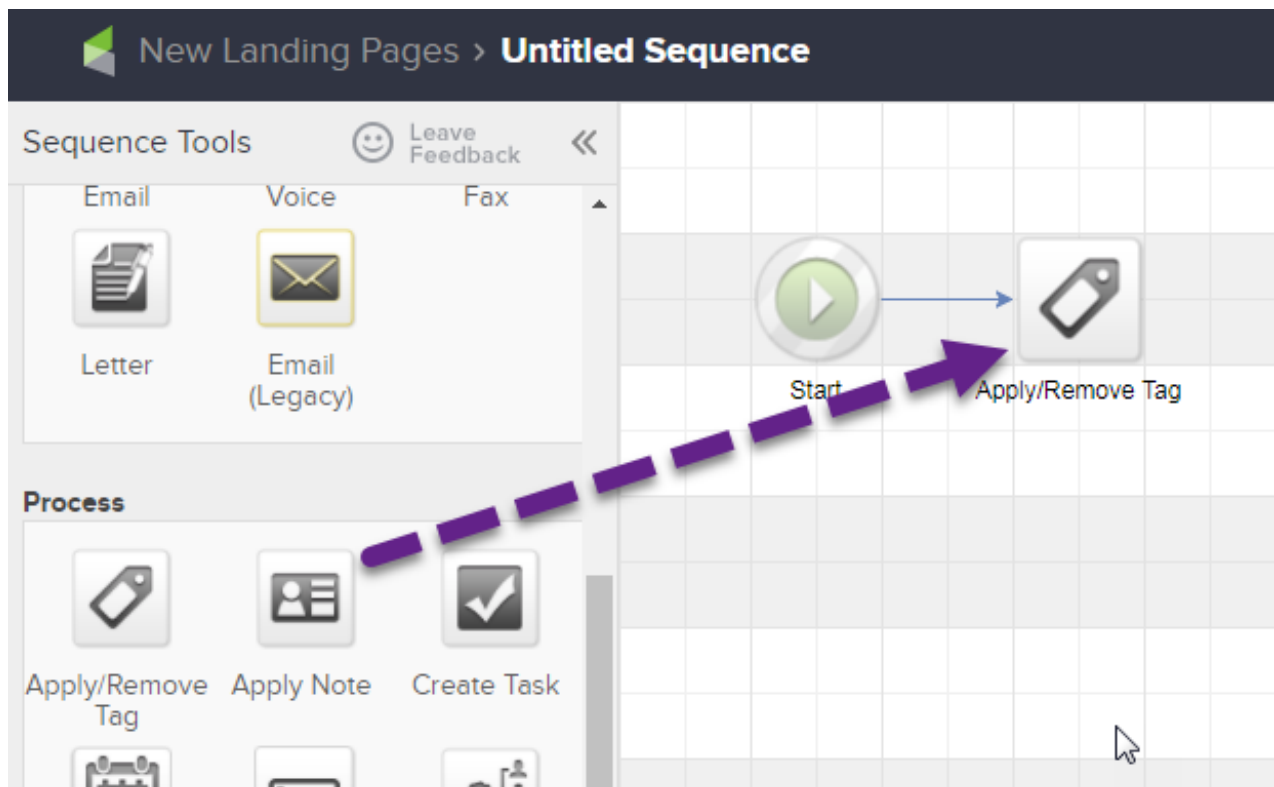 New Landing Pages > Untitled Sequence
Sequence Tools
Leave
Feedback
Email Voice Fax
Letter
Email
(Legacy)
Start
Apply/Remove Tag
Process
Apply/Remove
Tag
Apply Note
Create Task